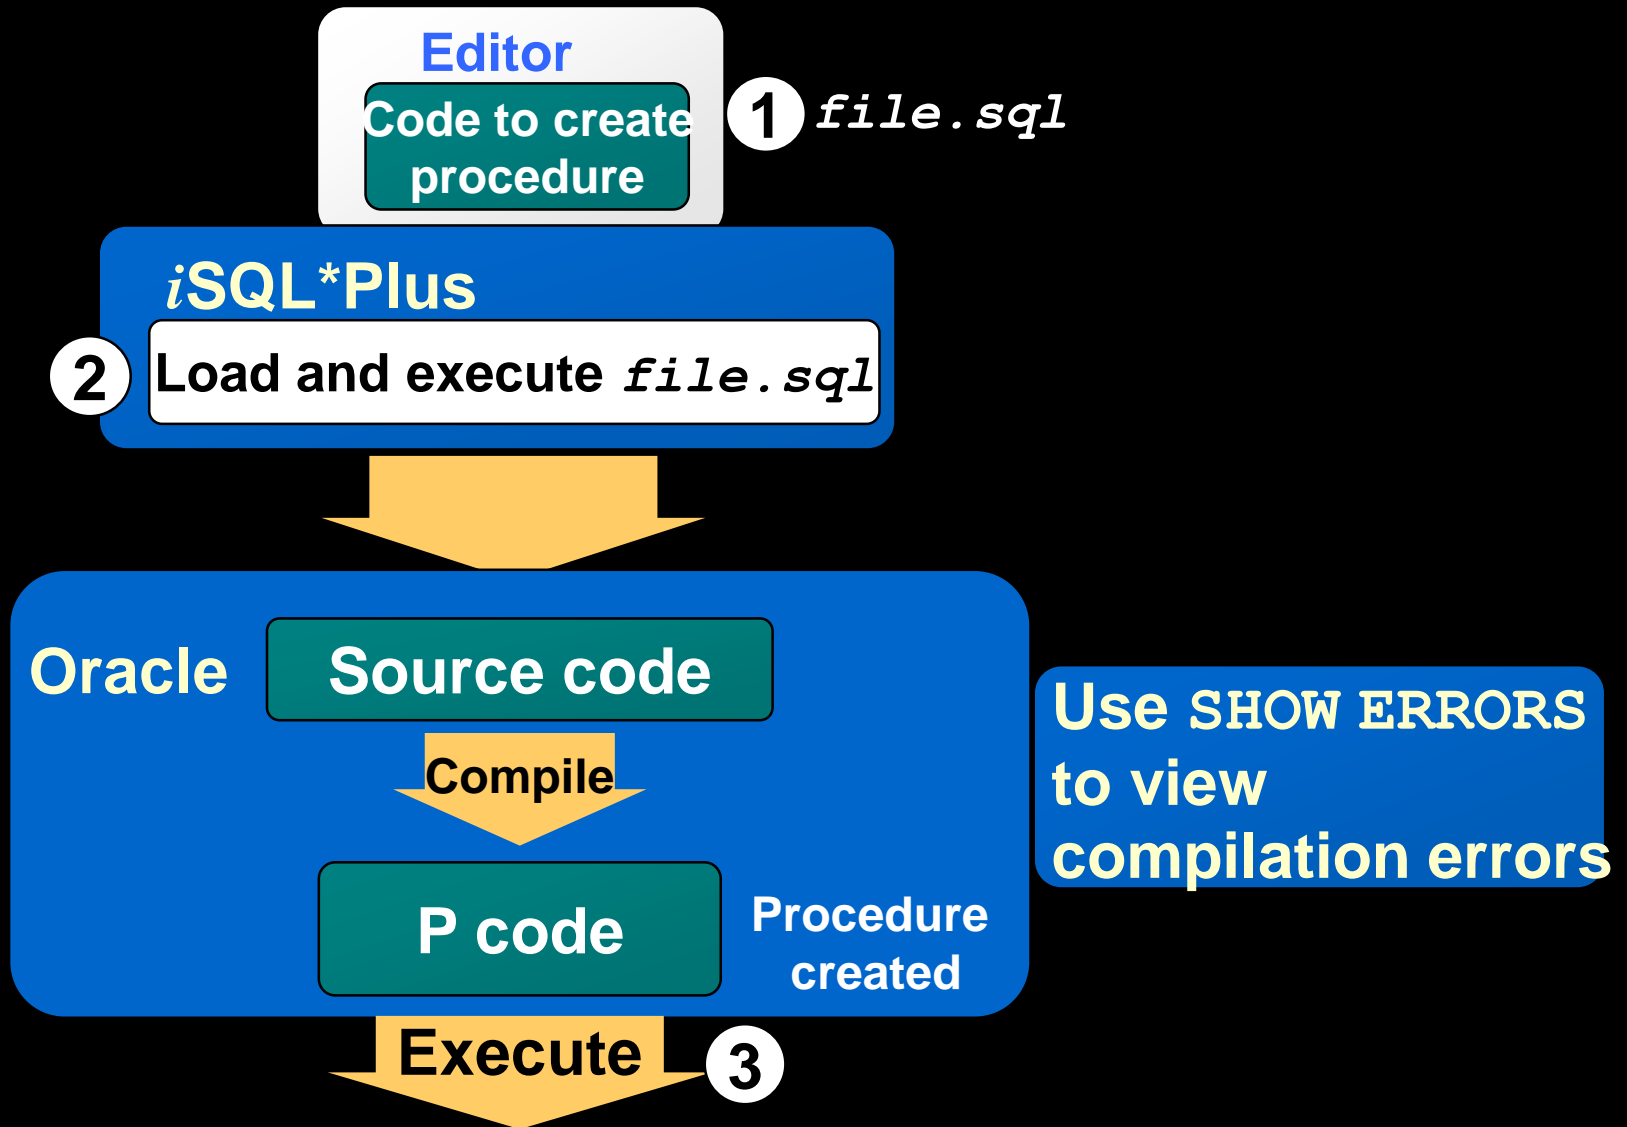 Editor
Code to create
procedure
1 file.sql
iSQL*Plus
2 Load and execute file.sql
Oracle
Source code
Compile
Use SHOW ERRORS
to view
compilation errors
P code
Procedure
created
Execute 3